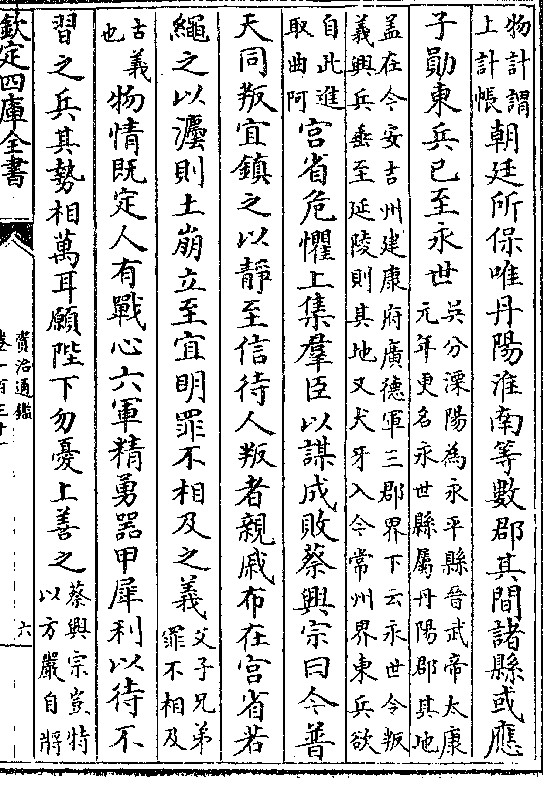 物計謂
上計帳
朝廷所保唯丹陽淮南等數郡其間諸縣或應
子勛東兵已至永世
吳分溧陽為永平縣晉武帝太康
元年更名永世縣屬丹陽郡其地
蓋在今安吉州建康府廣德軍三郡界下云永世令叛
義興兵垂至延陵則其地又犬牙入今常州界東兵欲
自此進
取曲阿
宮省危懼上集羣臣以謀成敗蔡興宗曰今普
天同叛宜鎮之以靜至信待人叛者親戚布在宮省若
繩之以灋則土崩立至宜明罪不相及之義
父子兄弟
罪不相及
古義
也
物情既定人有戰心六軍精勇器甲犀利以待不
習之兵其勢相萬耳願陛下勿憂上善之
蔡興宗豈特
以方嚴自將
欽定四庫全書
資治通鑑
卷一百三十一
六